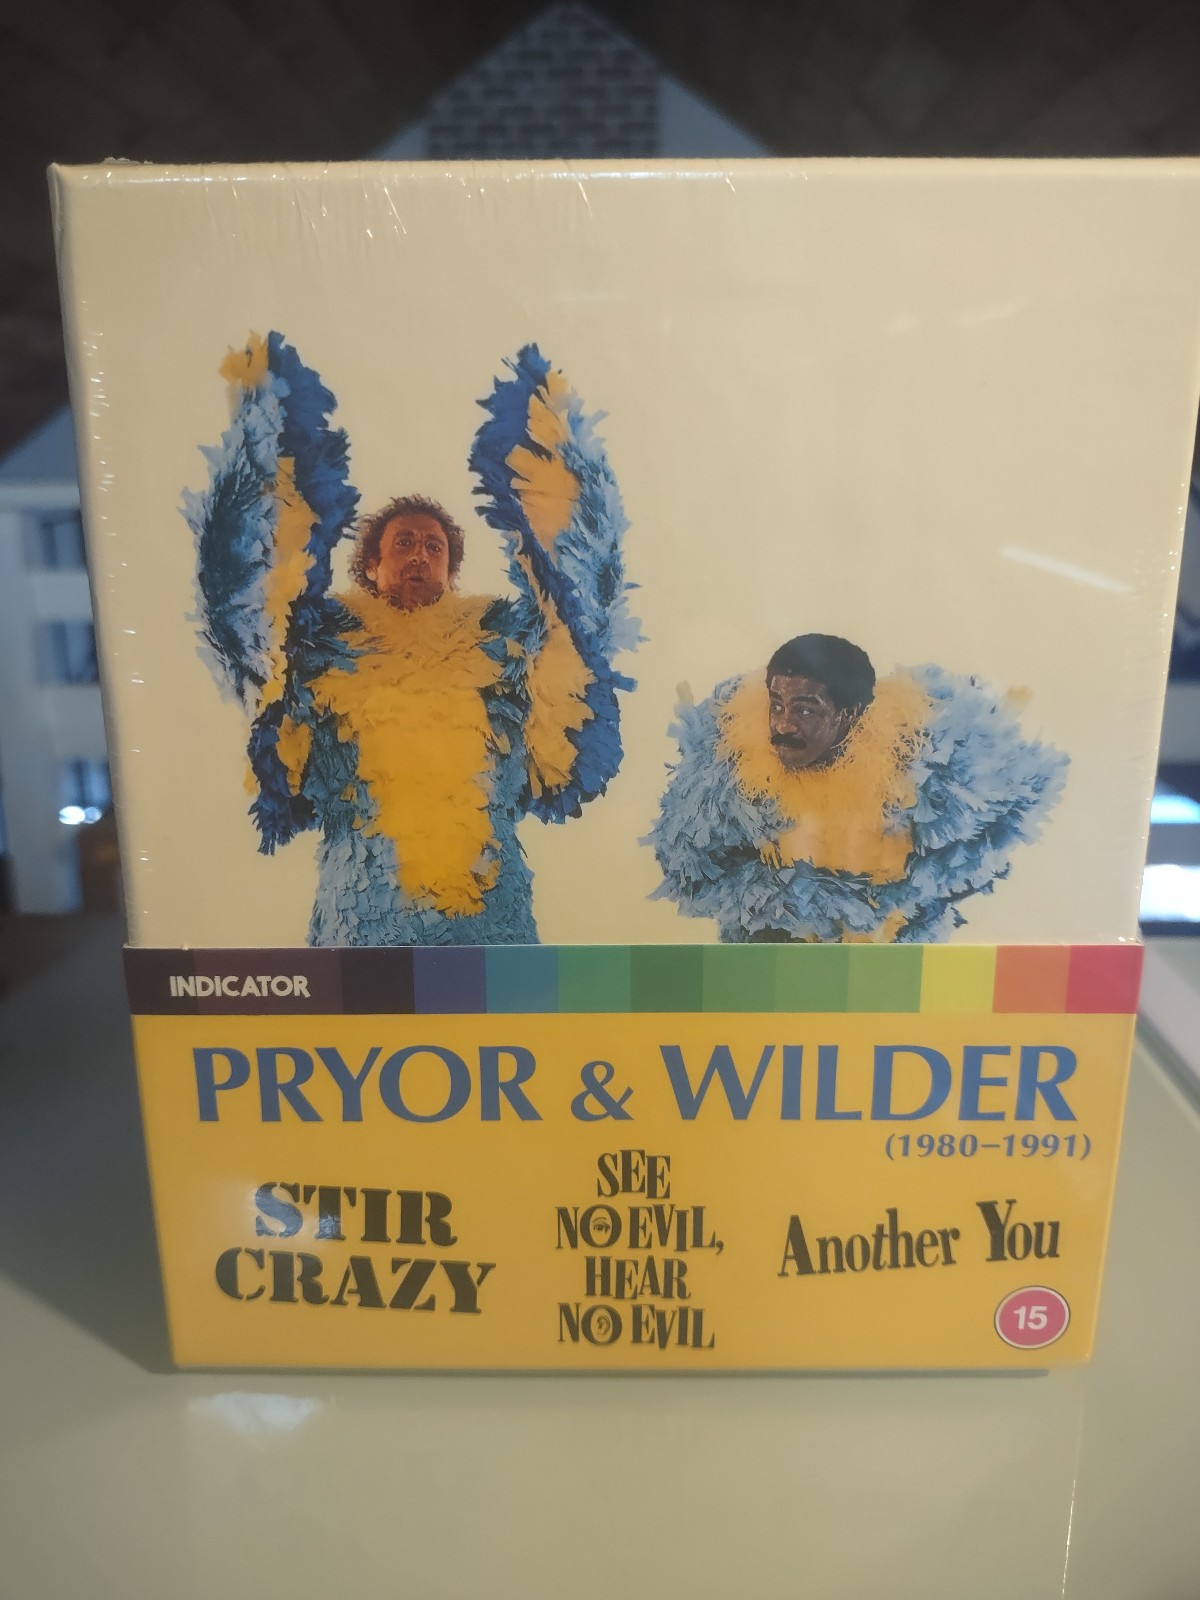 INDICATOR
PRYOR & WILDER
(1980–1991)
STIR
CRAZY
SEE
NO EVIL,
HEAR
NO EVIL
Another You
15